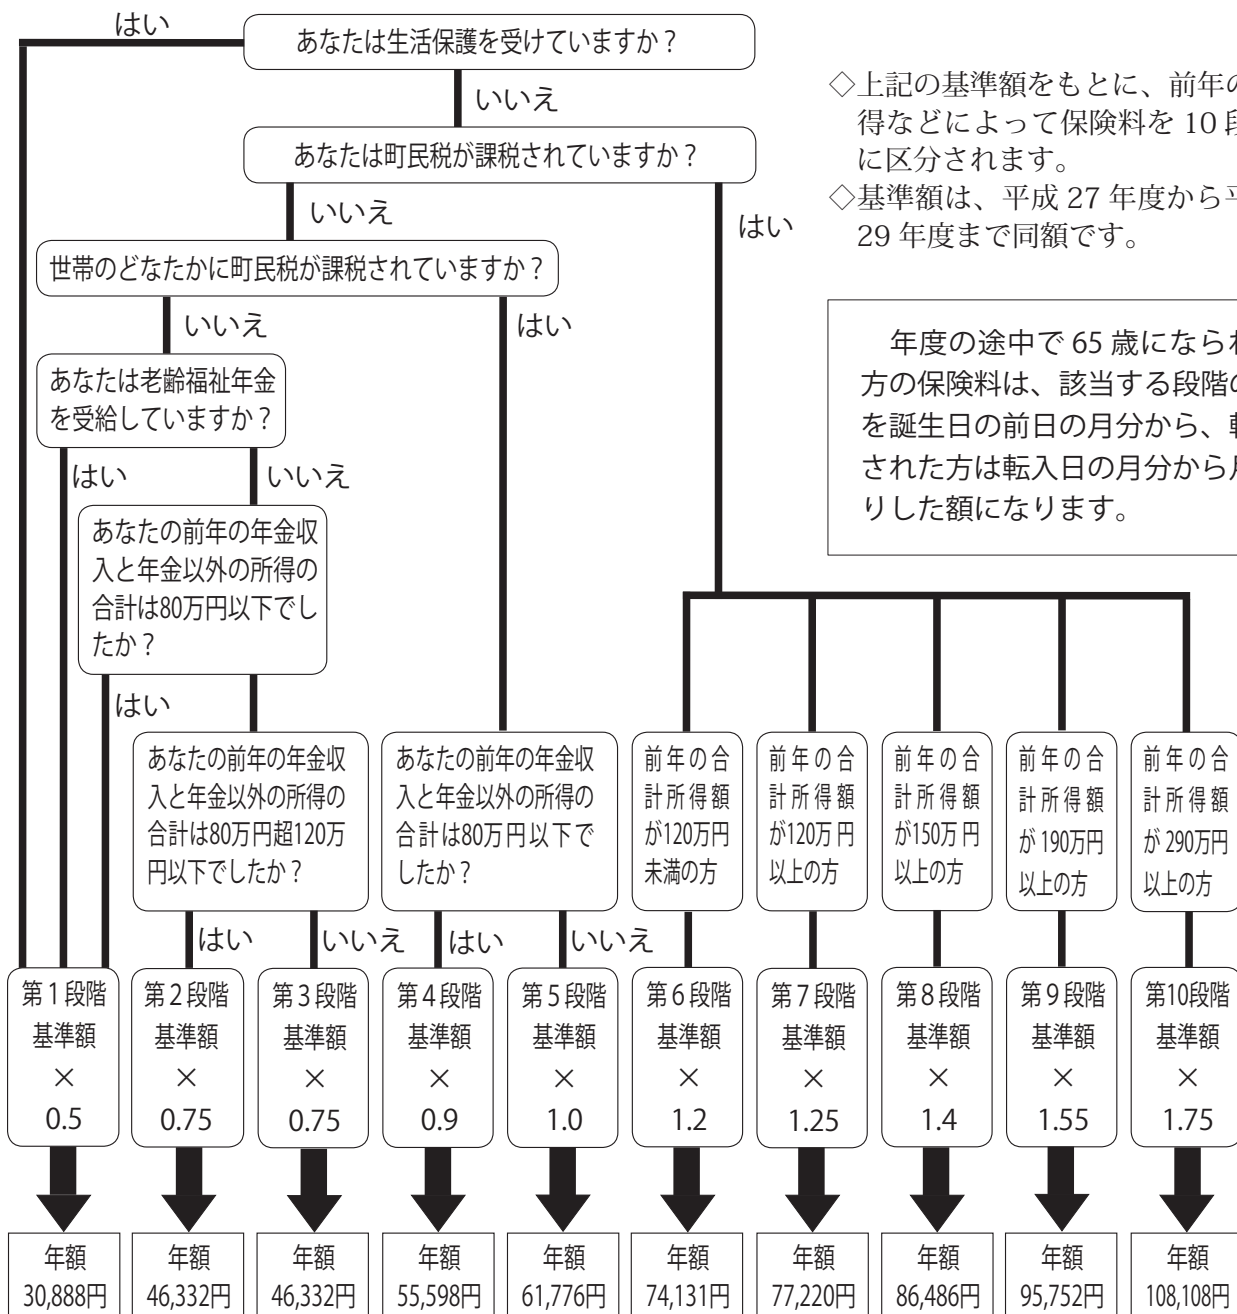 はい
あなたは生活保護を受けていますか？
いいえ
あなたは町民税が課税されていますか？
いいえ
はい
世帯のどなたかに町民税が課税されていますか？
いいえ
はい
あなたは老齢福祉年金
を受給していますか？
はい
いいえ
あなたの前年の年金収
入と年金以外の所得の
合計は80万円以下でし
たか？
はい
◇上記の基準額をもとに、前年の
得などによって保険料を 10 段
に区分されます。
◇基準額は、平成 27 年度から平
29 年度まで同額です。
年度の途中で 65 歳になられ
方の保険料は、該当する段階の
を誕生日の前日の月分から、転
された方は転入日の月分から月
りした額になります。
あなたの前年の年金収
入と年金以外の所得の
合計は80万円超120万
円以下でしたか？
はい
いいえ
あなたの前年の年金収
入と年金以外の所得の
合計は80万円以下で
したか？
はい
いいえ
前年の合
計所得額
が120万円
未満の方
前年の合
計所得額
が120万円
以上の方
前年の合
計所得額
が150万円
以上の方
前年の合
計所得額
が 190万円
以上の方
前年の合
計所得額
が 290万円
以上の方
第1段階
基準額
×
0.5
年額
30,888円
第2段階
基準額
×
0.75
年額
46,332円
第3段階
基準額
×
0.75
年額
46,332円
第4段階
基準額
×
0.9
年額
55,598円
第5段階
基準額
×
1.0
年額
61,776円
第6段階
基準額
×
1.2
年額
74,131円
第7段階
基準額
×
1.25
年額
77,220円
第8段階
基準額
×
1.4
年額
86,486円
第9段階
基準額
×
1.55
年額
95,752円
第10段階
基準額
×
1.75
年額
108,108円